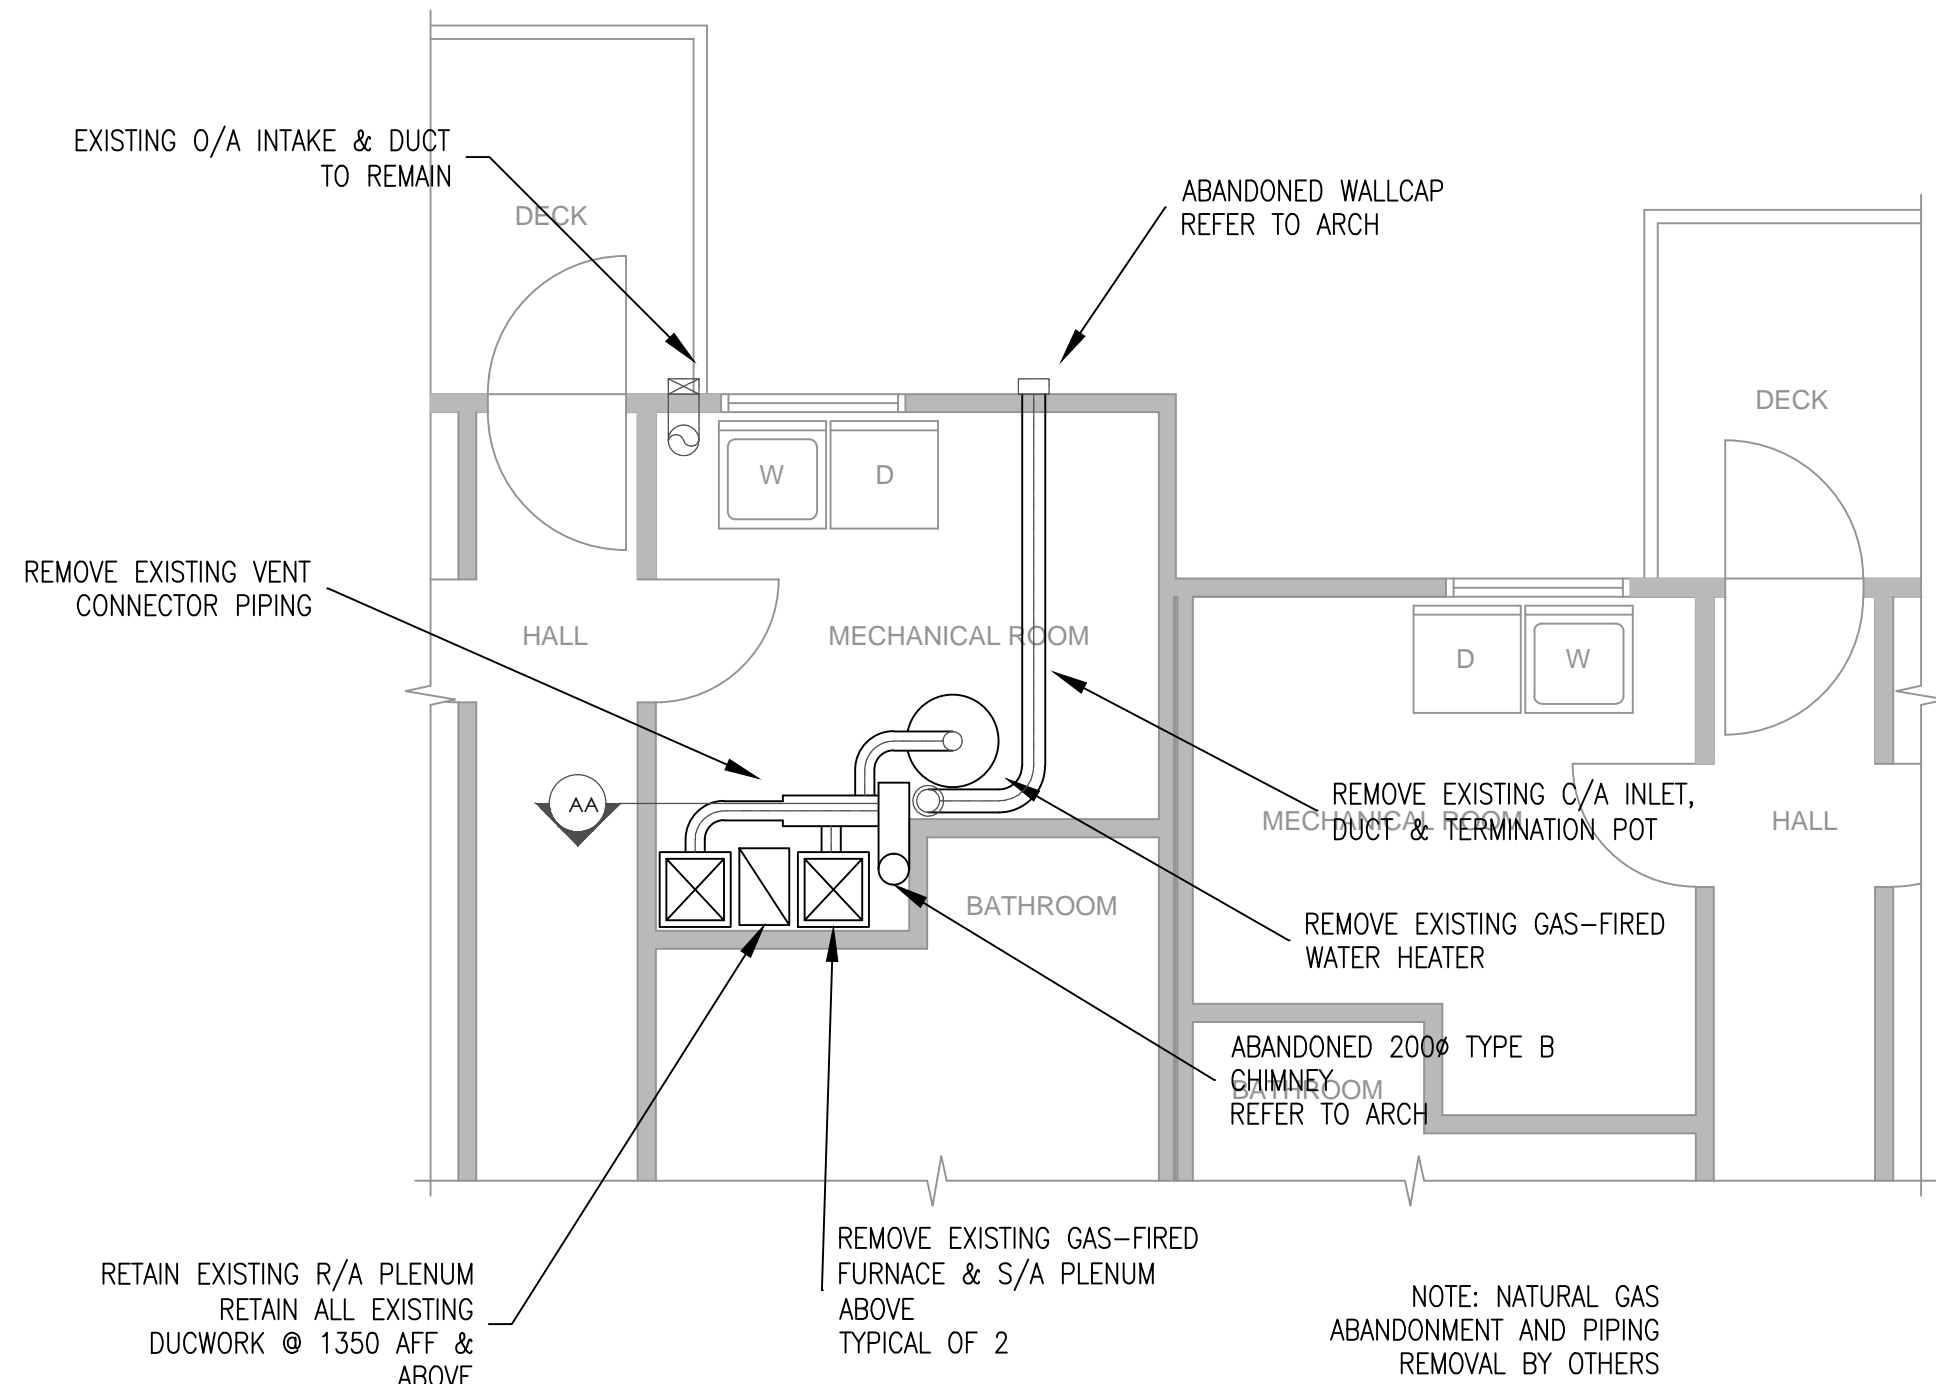 EXISTING O/A INTAKE & DUCT
TO REMAIN
ABANDONED WALLCAP
REFER TO ARCH
DECK
DECK
W
D
REMOVE EXISTING VENT
CONNECTOR PIPING
HALL
MECHANICAL ROOM
D
W
AA
REMOVE EXISTING C/A INLET,
DUCT & TERMINATION POT
MECHANICAL ROOM
HALL
BATHROOM
REMOVE EXISTING GAS-FIRED
WATER HEATER
ABANDONED 200ø TYPE B
CHIMNEY
REFER TO ARCH
BATHROOM
RETAIN EXISTING R/A PLENUM
RETAIN ALL EXISTING
DUCWORK @ 1350 AFF &
ABOVE
REMOVE EXISTING GAS-FIRED
FURNACE & S/A PLENUM
ABOVE
TYPICAL OF 2
NOTE: NATURAL GAS
ABANDONMENT AND PIPING
REMOVAL BY OTHERS